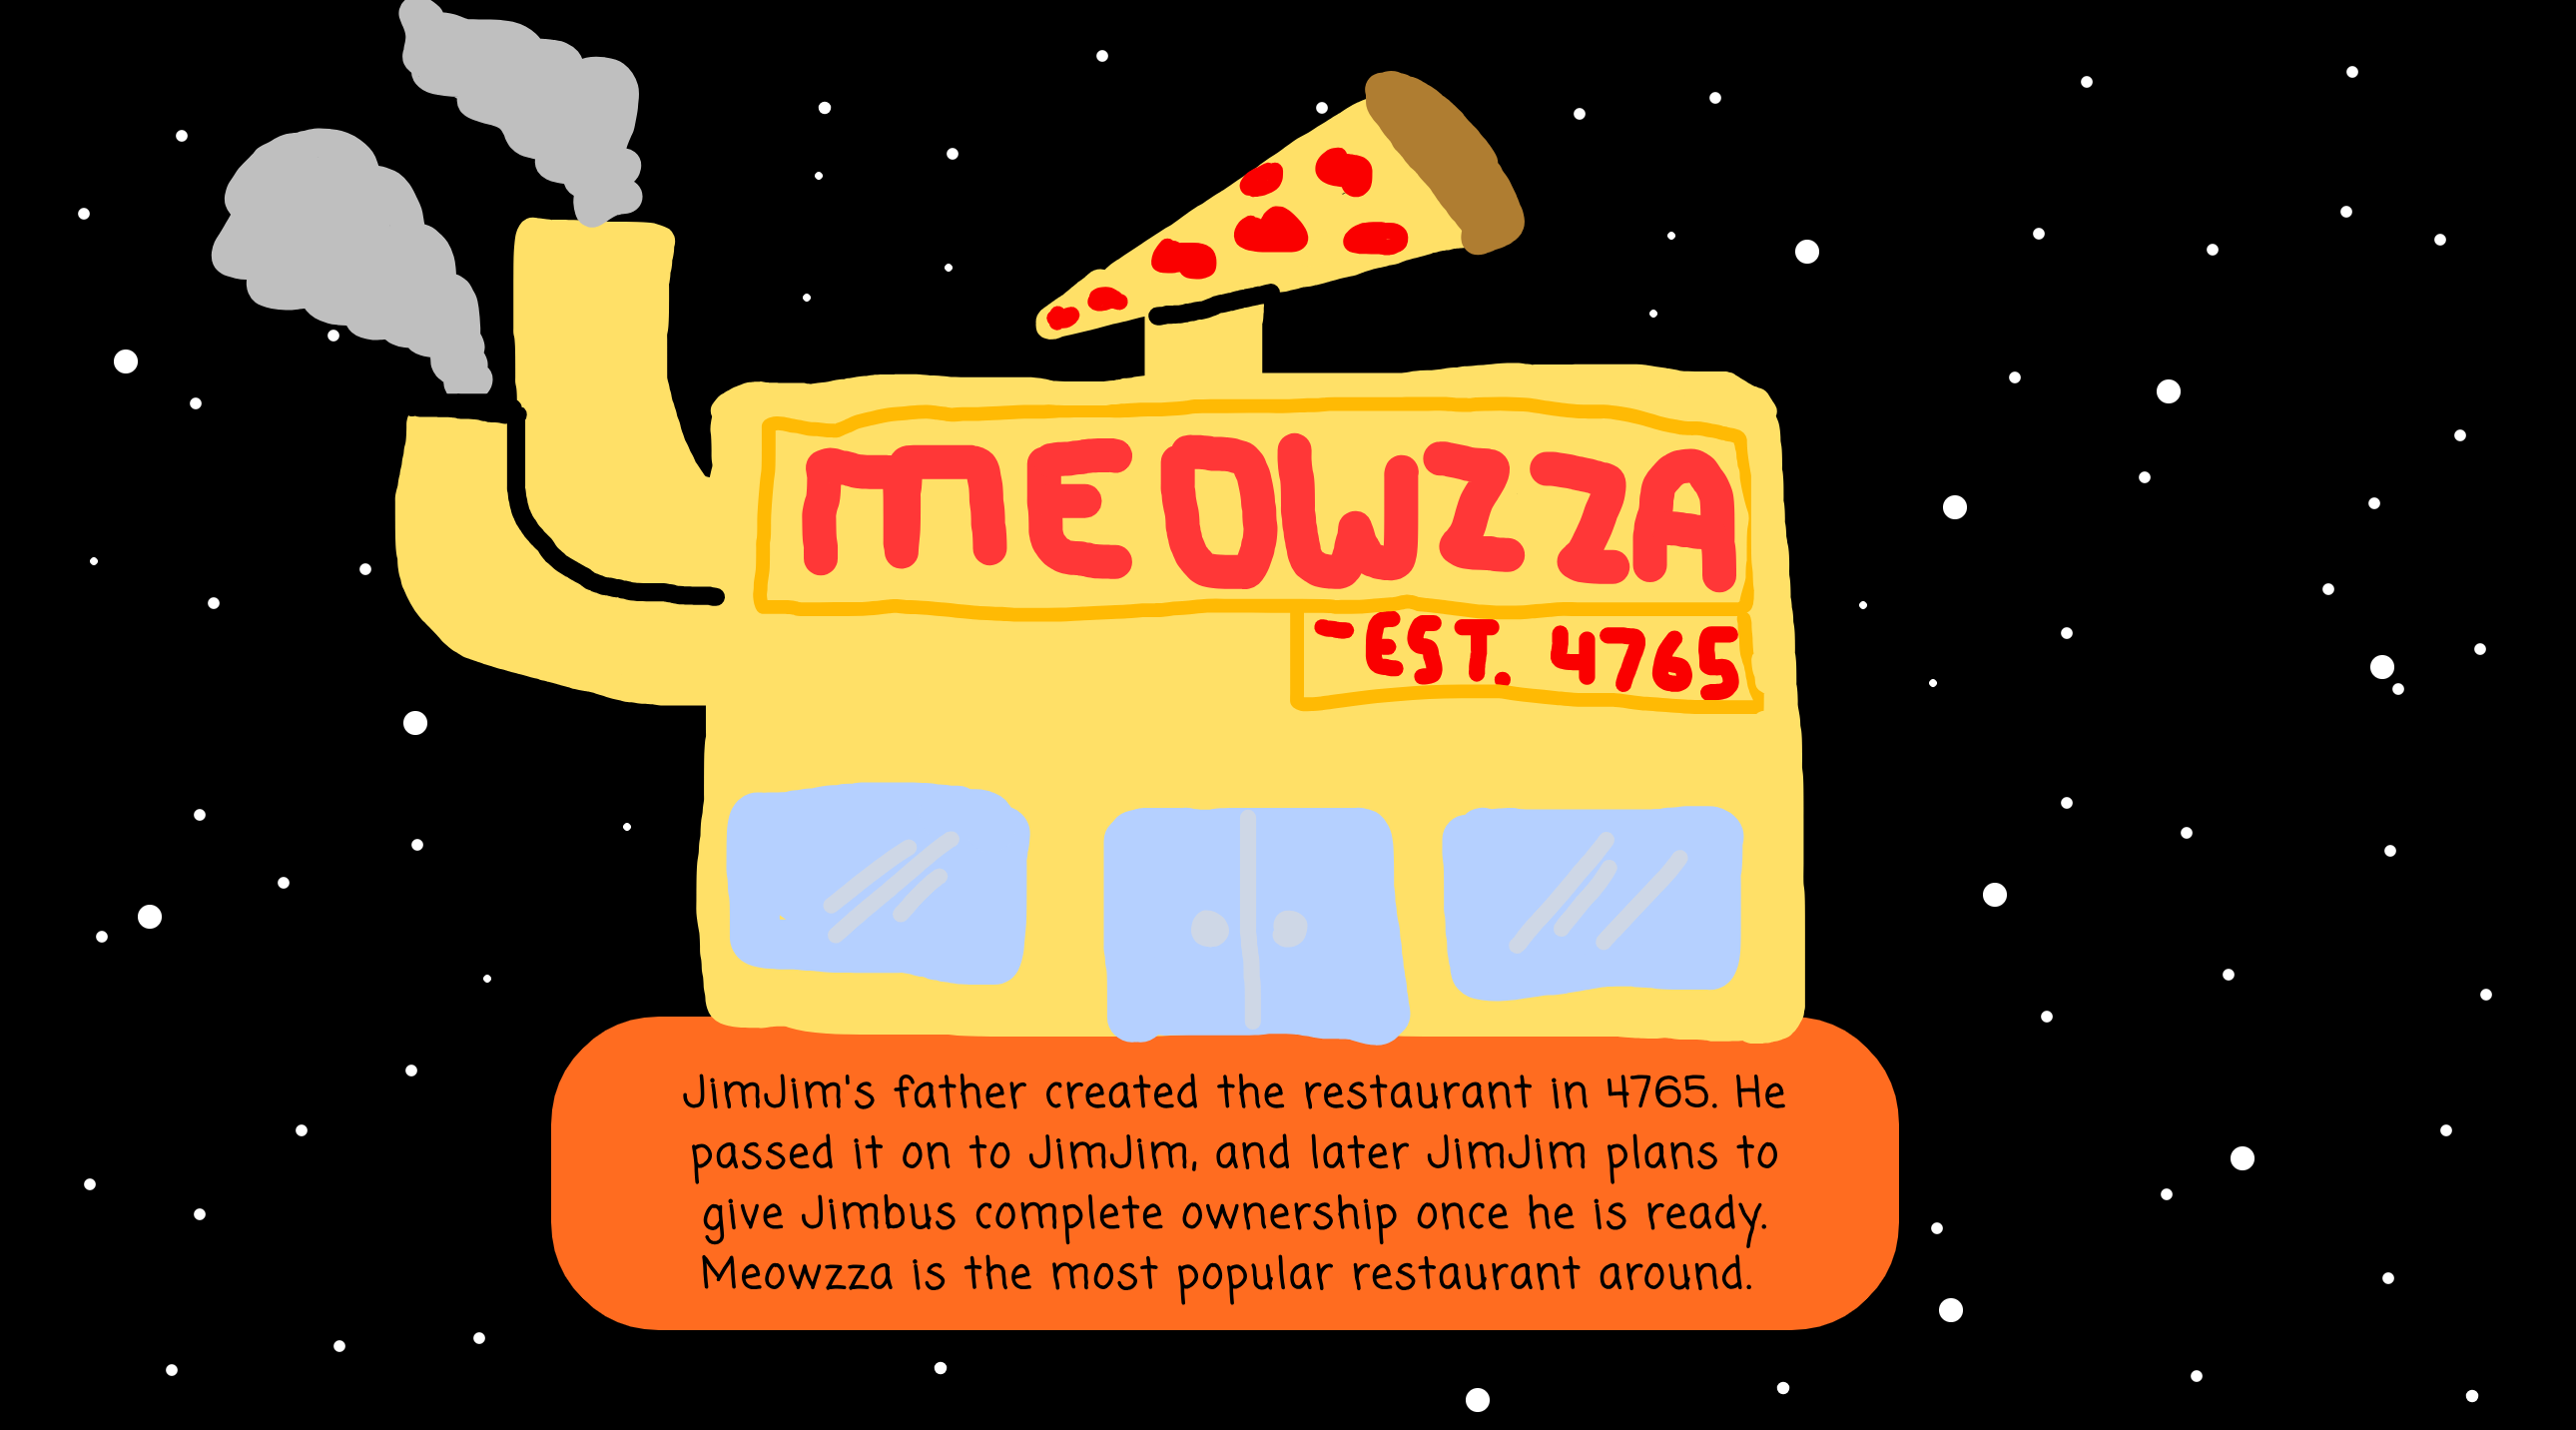 MEOWZZA
-EST. 4765
JimJim's father created the restaurant in 4765. He
passed it on to JimJim, and later JimJim plans to
give Jimbus complete ownership once he is ready.
Meowzza is the most popular restaurant around.